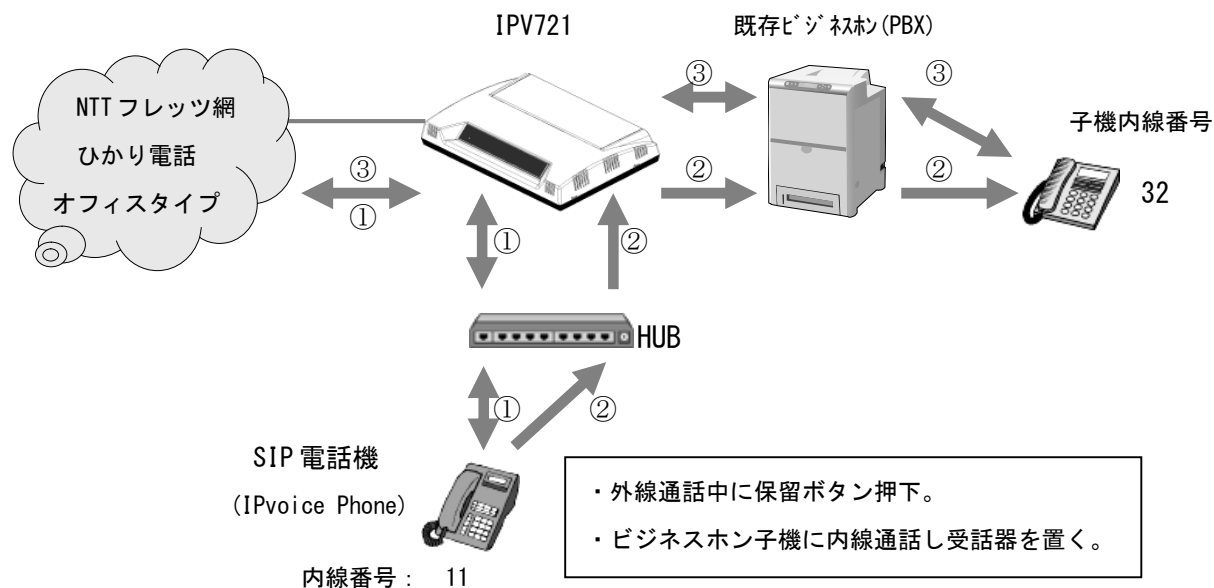 IPV721
既存ﾋﾞｼﾞﾈｽﾎﾝ(PBX)
NTTフレッツ網
ひかり電話
オフィスタイプ
③
①
③
②
③
②
子機内線番号
32
①
②
HUB
①
②
SIP電話機
(IPvoice Phone)
内線番号： 11
・外線通話中に保留ボタン押下。
・ビジネスホン子機に内線通話し受話器を置く。